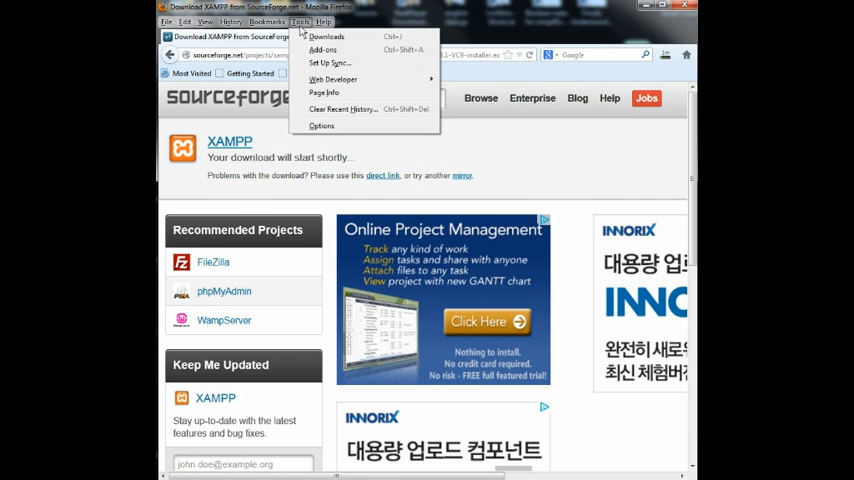 Download XAMPP from SourceForge.net - Mozilla Firefox
File Edit View History Bookmarks Tools Help
Download XAMPP from SourceForge
Downloads Ctrl+J
Add-ons Ctrl+Shift+A
Set Up Sync...
Web Developer
Page Info
Clear Recent History... Ctrl+Shift+Del
Options
sourceforge.net/projects/xam
1-VC9-installer.ex
Google
Most Visited Getting Started
sourceforge
Browse Enterprise Blog Help Jobs
XAMPP
Your download will start shortly...
Problems with the download? Please use this direct link, or try another mirror.
Recommended Projects
FileZilla
phpMyAdmin
WampServer
Keep Me Updated
XAMPP
Stay up-to-date with the latest
features and bug fixes.
john.doe@example.org
Online Project Management
Track any kind of work
Assign tasks and share with anyone
Attach files to any task
View project with new GANTT chart
Click Here
Nothing to install.
No credit card required.
No risk - FREE full featured trial!
INNORIX
대용량 업로드 컴포넌트
INNORIX
대용량 업로
INNO
완전히 새로우
최신 체험버전